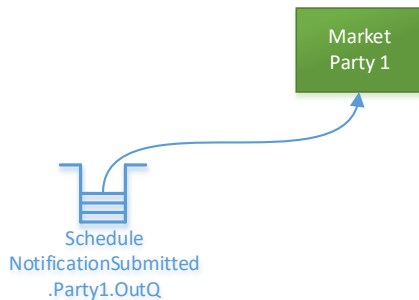 Market
Party 1
Schedule
NotificationSubmitted
.Party1.OutQ